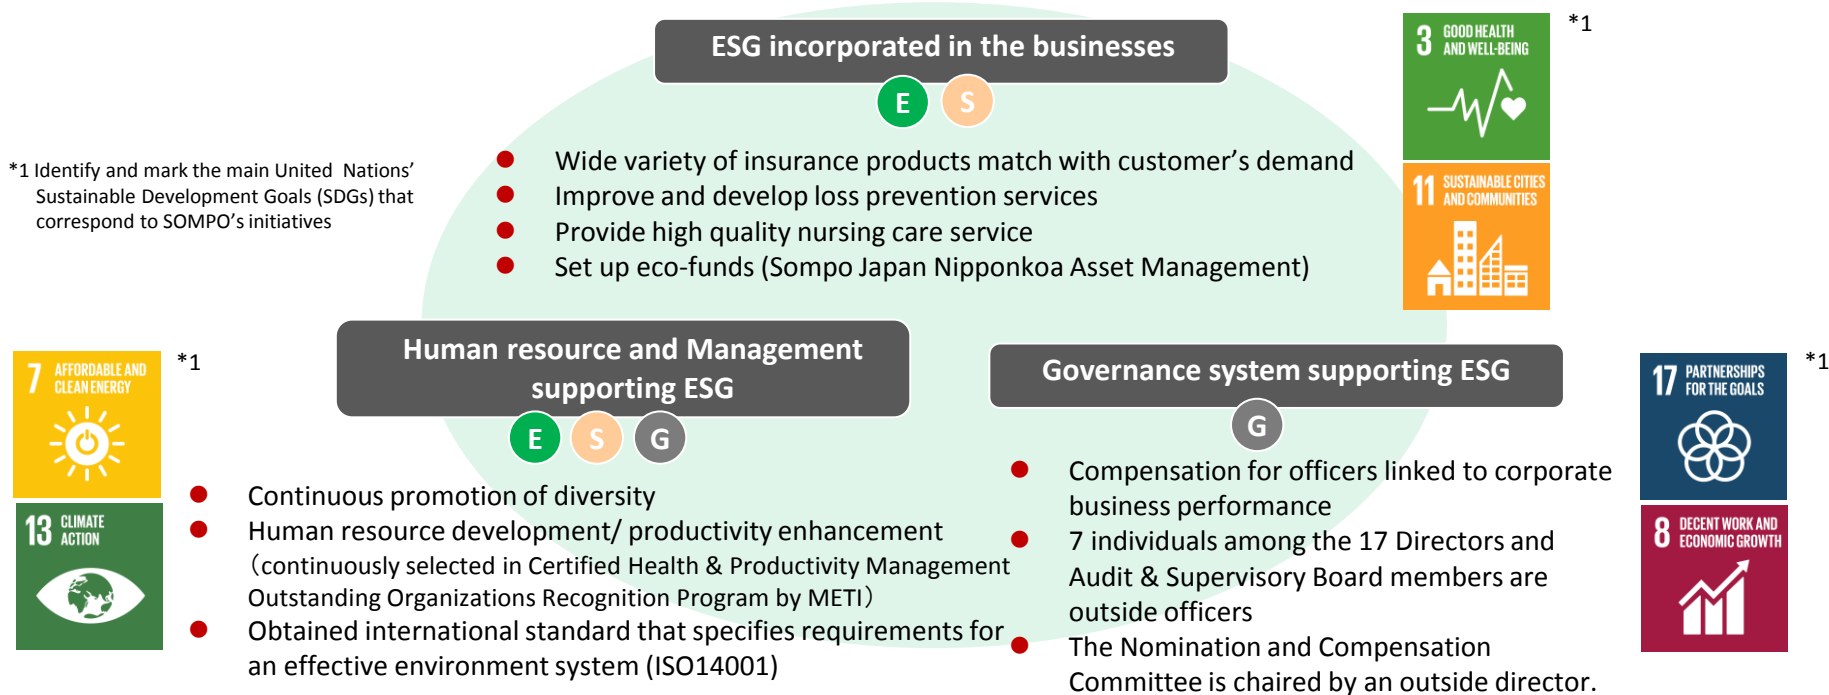 ESG incorporated in the businesses
E S
3 GOOD HEALTH
AND WELL-BEING
*1
*1 Identify and mark the main United Nations'
Sustainable Development Goals (SDGs) that
correspond to SOMPO's initiatives
● Wide variety of insurance products match with customer's demand
● Improve and develop loss prevention services
● Provide high quality nursing care service
● Set up eco-funds (Sompo Japan Nipponkoa Asset Management)
11 SUSTAINABLE CITIES
AND COMMUNITIES
7 AFFORDABLE AND
CLEAN ENERGY
*1
13 CLIMATE
ACTION
Human resource and Management
supporting ESG
E S G
● Continuous promotion of diversity
● Human resource development/ productivity enhancement
（continuously selected in Certified Health & Productivity Management
Outstanding Organizations Recognition Program by METI）
● Obtained international standard that specifies requirements for
an effective environment system (ISO14001)
Governance system supporting ESG
G
● Compensation for officers linked to corporate
business performance
● 7 individuals among the 17 Directors and
Audit & Supervisory Board members are
outside officers
● The Nomination and Compensation
Committee is chaired by an outside director.
17 PARTNERSHIPS
FOR THE GOALS
*1
8 DECENT WORK AND
ECONOMIC GROWTH